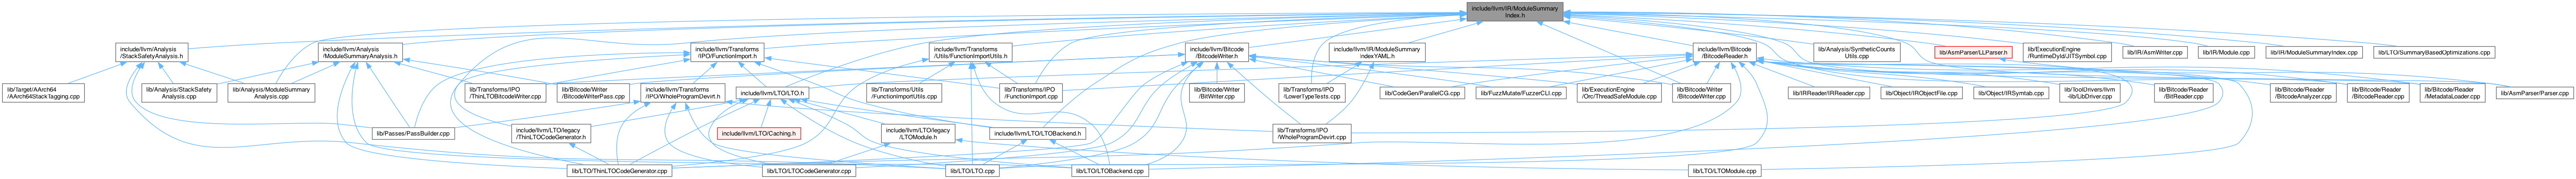 include/llvm/IR/ModuleSummary
Index.h
include/llvm/Analysis
/StackSafetyAnalysis.h
include/llvm/Analysis
/ModuleSummaryAnalysis.h
include/llvm/Transforms
/IPO/FunctionImport.h
include/llvm/Transforms
/Utils/FunctionImportUtils.h
include/llvm/Bitcode
/BitcodeWriter.h
include/llvm/IR/ModuleSummary
IndexYAML.h
include/llvm/Bitcode
/BitcodeReader.h
lib/Analysis/SyntheticCounts
Utils.cpp
lib/AsmParser/LLParser.h
lib/ExecutionEngine
/RuntimeDyld/JITSymbol.cpp
lib/IR/AsmWriter.cpp
lib/IR/Module.cpp
lib/IR/ModuleSummaryIndex.cpp
lib/LTO/SummaryBasedOptimizations.cpp
lib/Target/AArch64
/AArch64StackTagging.cpp
lib/Analysis/StackSafety
Analysis.cpp
lib/Analysis/ModuleSummary
Analysis.cpp
lib/Transforms/IPO
/ThinLTOBitcodeWriter.cpp
lib/Bitcode/Writer
/BitcodeWriterPass.cpp
include/llvm/Transforms
/IPO/WholeProgramDevirt.h
include/llvm/LTO/LTO.h
lib/Transforms/Utils
/FunctionImportUtils.cpp
lib/Transforms/IPO
/FunctionImport.cpp
lib/Bitcode/Writer
/BitWriter.cpp
lib/Transforms/IPO
/LowerTypeTests.cpp
lib/CodeGen/ParallelCG.cpp
lib/FuzzMutate/FuzzerCLI.cpp
lib/ExecutionEngine
/Orc/ThreadSafeModule.cpp
lib/Bitcode/Writer
/BitcodeWriter.cpp
lib/IRReader/IRReader.cpp
lib/Object/IRObjectFile.cpp
lib/Object/IRSymtab.cpp
lib/ToolDrivers/llvm
-lib/LibDriver.cpp
lib/Bitcode/Reader
/BitReader.cpp
lib/Bitcode/Reader
/BitcodeAnalyzer.cpp
lib/Bitcode/Reader
/BitcodeReader.cpp
lib/Bitcode/Reader
/MetadataLoader.cpp
lib/AsmParser/Parser.cpp
lib/Passes/PassBuilder.cpp
include/llvm/LTO/legacy
/ThinLTOCodeGenerator.h
include/llvm/LTO/Caching.h
include/llvm/LTO/legacy
/LTOModule.h
include/llvm/LTO/LTOBackend.h
lib/Transforms/IPO
/WholeProgramDevirt.cpp
lib/LTO/ThinLTOCodeGenerator.cpp
lib/LTO/LTOCodeGenerator.cpp
lib/LTO/LTO.cpp
lib/LTO/LTOBackend.cpp
lib/LTO/LTOModule.cpp